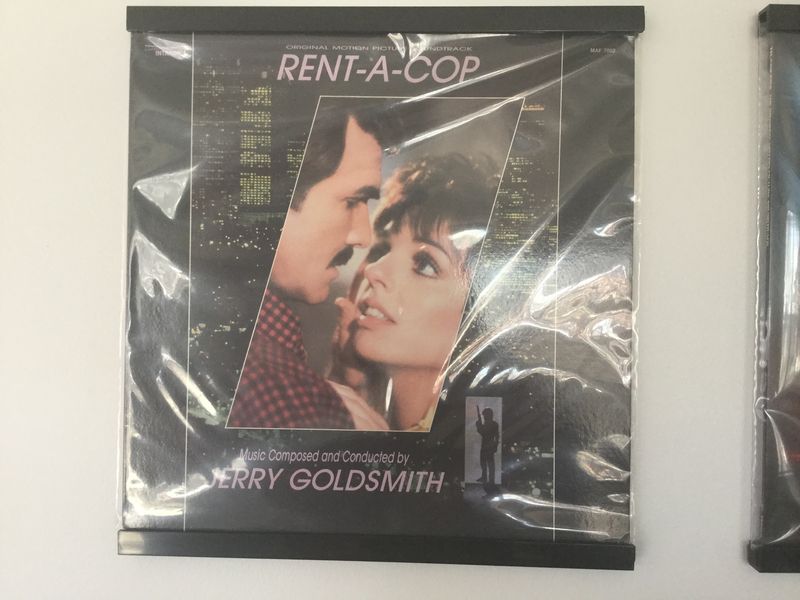 ORIGINAL MOTION PICTURE SOUNDTRACK
RENT-A-COP
Music Composed and Conducted by
JERRY GOLDSMITH